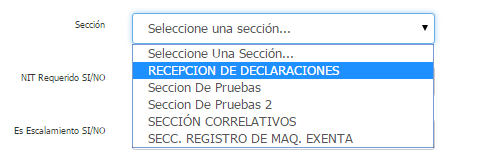 Sección
Seleccione una sección...
Seleccione Una Sección...
RECEPCION DE DECLARACIONES
NIT Requerido SI/NO
Seccion De Pruebas
Seccion De Pruebas 2
SECCIÓN CORRELATIVOS
Es Escalamiento SI/NO
SECC. REGISTRO DE MAQ. EXENTA